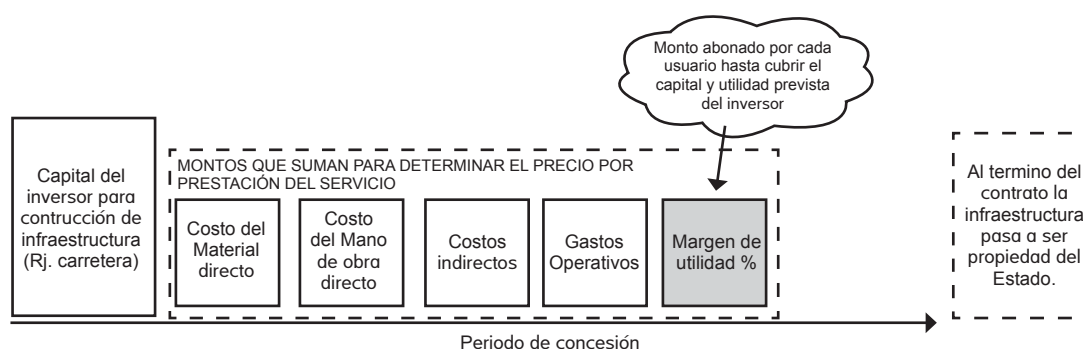 Monto abonado por cada
usuario hasta cubrir el
capital y utilidad prevista
del inversor
Capital del
inversor para
contrucción de
infraestructura
(Rj. carretera)
MONTOS QUE SUMAN PARA DETERMINAR EL PRECIO POR
PRESTACIÓN DEL SERVICIO
Costo del
Material
directo
Costo
del Mano
de obra
directo
Costos
indirectos
Gastos
Operativos
Margen de
utilidad %
Al termino del
contrato la
infraestructura
pasa a ser
propiedad del
Estado.
Periodo de concesión